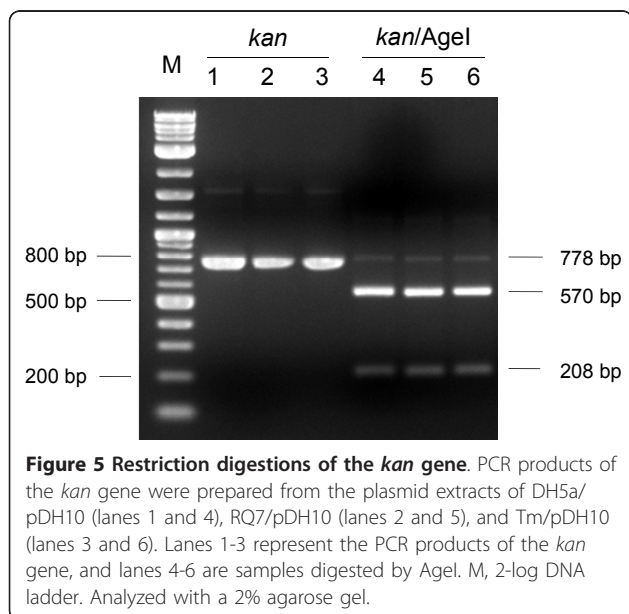 kan kan/AgeI
M 1 2 3 4 5 6
800 bp 778 bp
570 bp
500 bp
200 bp 208 bp
Figure 5 Restriction digestions of the kan gene. PCR products of
the kan gene were prepared from the plasmid extracts of DH5a/
pDH10 (lanes 1 and 4), RQ7/pDH10 (lanes 2 and 5), and Tm/pDH10
(lanes 3 and 6). Lanes 1-3 represent the PCR products of the kan
gene, and lanes 4-6 are samples digested by AgeI. M, 2-log DNA
ladder. Analyzed with a 2% agarose gel.